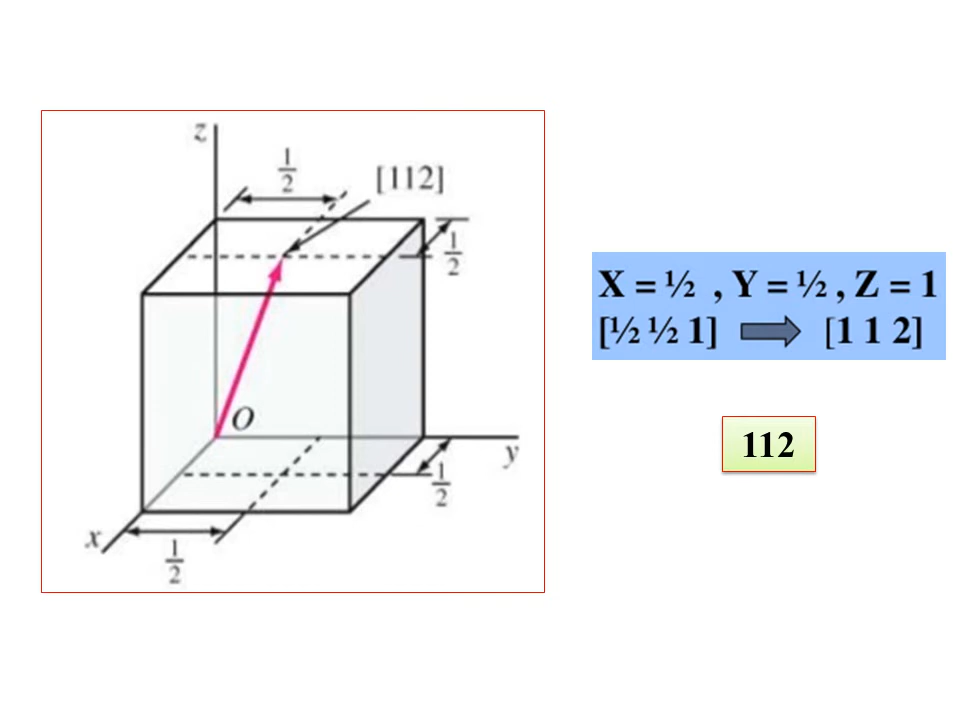 z
½
[112]
½
O
y
½
x
½
X = ½ , Y = ½ , Z = 1
[½ ½ 1] [1 1 2]
112